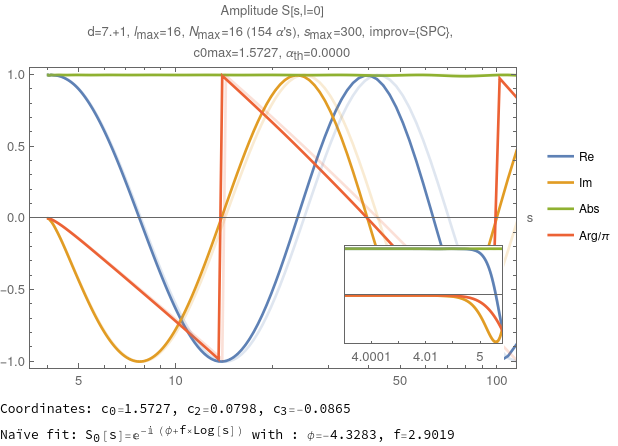 Amplitude S[s,l=0]
d=7.+1, lmax=16, Nmax=16 (154 α's), smax=300, improv={SPC},
c0max=1.5727, αth=0.0000
1.0
0.5
0.0
−0.5
−1.0
5
10
50
100
s
4.0001
4.01
5
Re
Im
Abs
Arg/π
Coordinates: c0=1.5727, c2=0.0798, c3=-0.0865
Naïve fit: S0[s]=e^-i (ϕ+f×Log[s]) with : ϕ=-4.3283, f=2.9019